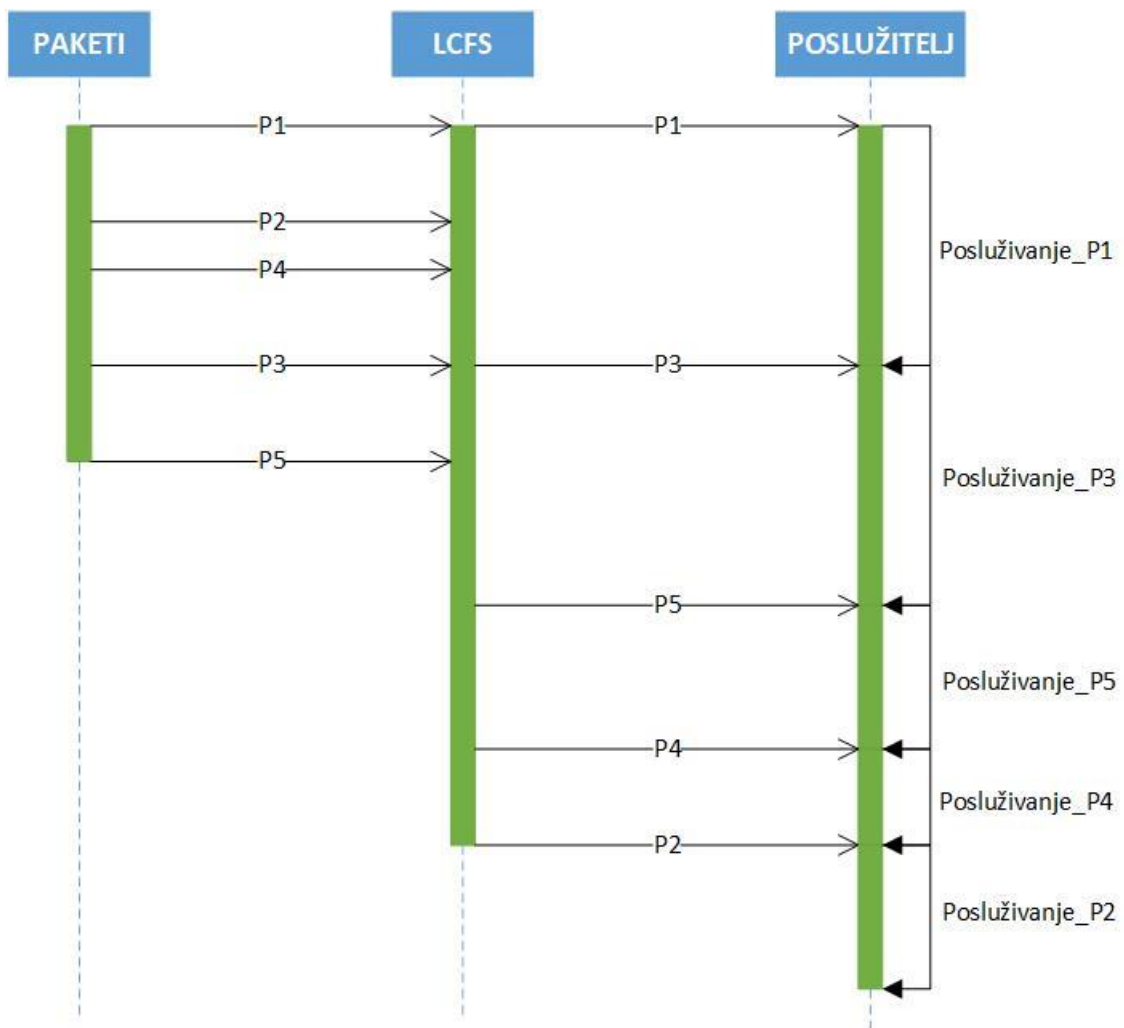 PAKETI
LCFS
POSLUŽITELJ
P1
P1
P2
Posluživanje_P1
P4
P3
P3
P5
Posluživanje_P3
P5
Posluživanje_P5
P4
Posluživanje_P4
P2
Posluživanje_P2